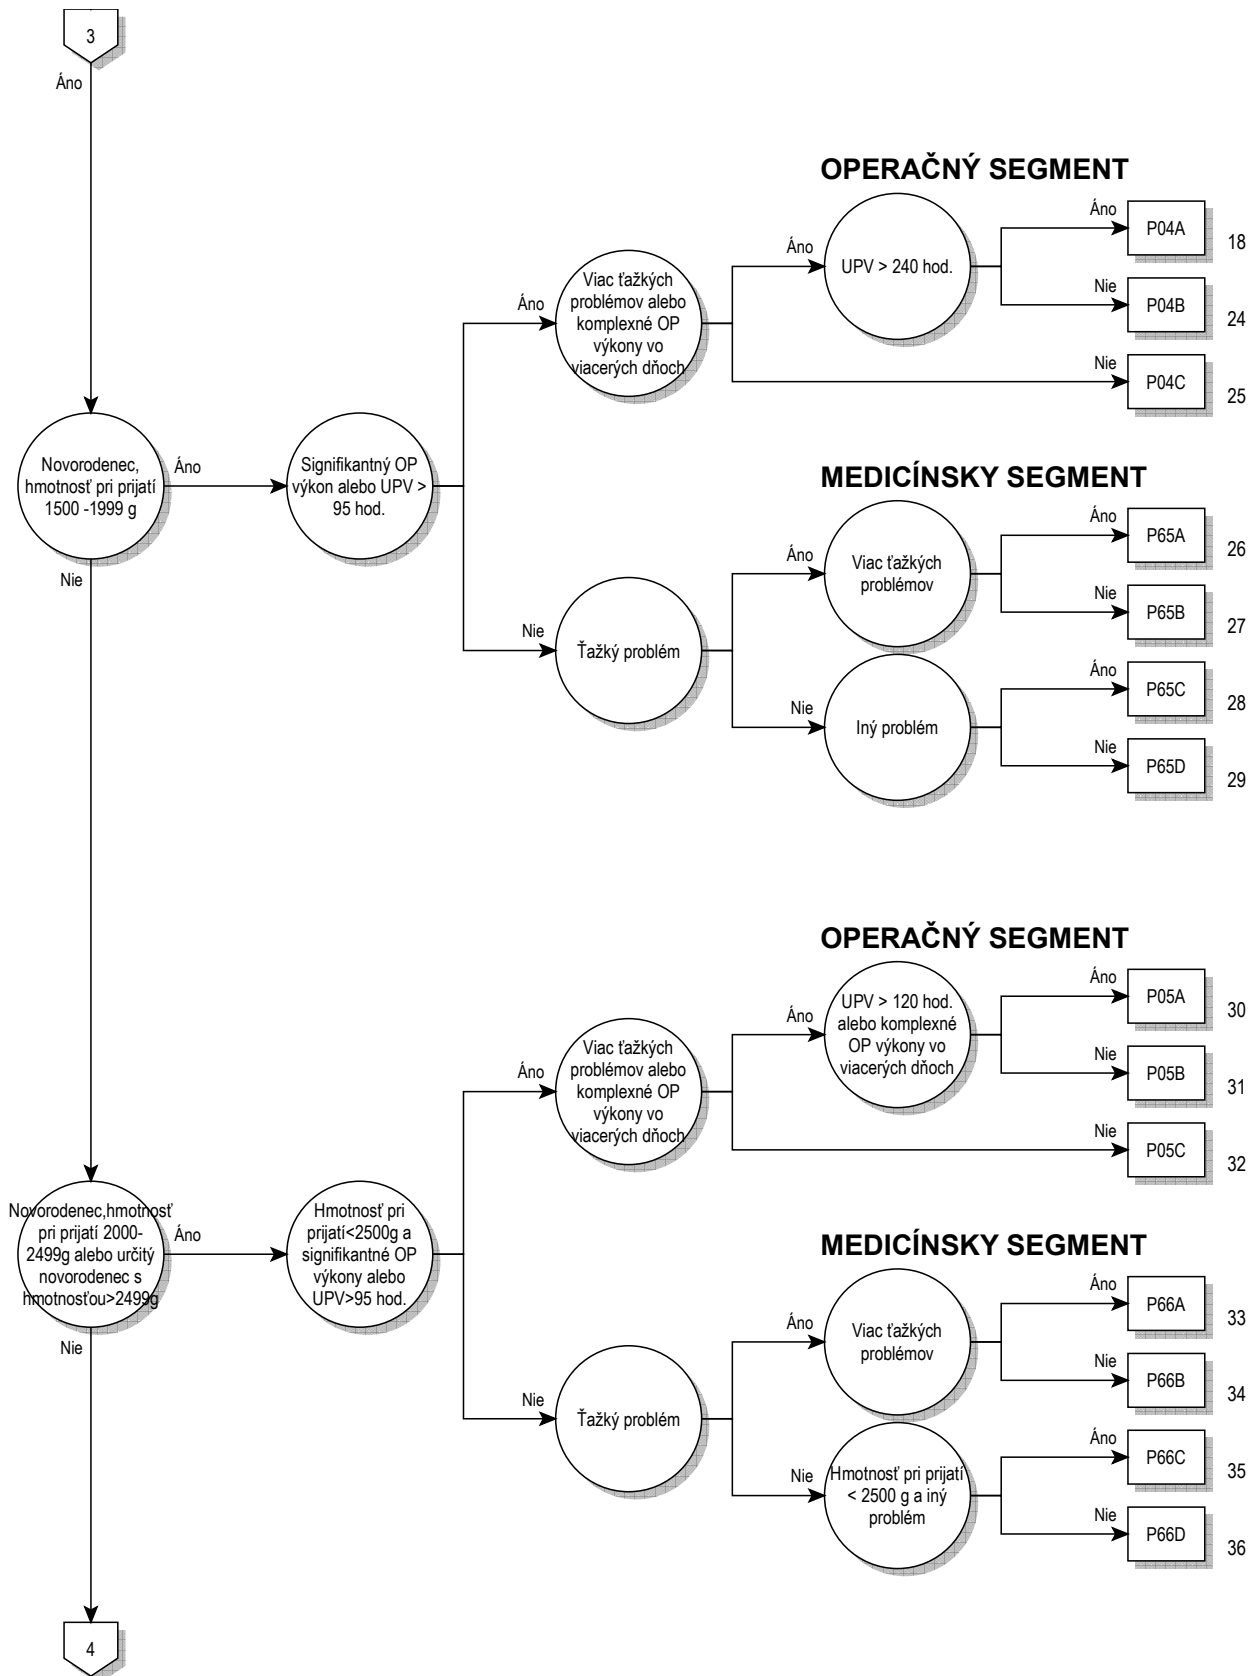 3
Áno
OPERAČNÝ SEGMENT
Áno
P04A
18
Áno
UPV > 240 hod.
Nie
P04B
24
Áno
Viac ťažkých
problémov alebo
komplexné OP
výkony vo
viacerých dňoch
Nie
P04C
25
Novorodenec,
hmotnosť pri prijatí
1500 -1999 g
Áno
Signifikantný OP
výkon alebo UPV >
95 hod.
MEDICÍNSKY SEGMENT
Áno
P65A
26
Áno
Viac ťažkých
problémov
Nie
P65B
27
Nie
Nie
Ťažký problém
Áno
P65C
28
Nie
Iný problém
Nie
P65D
29
OPERAČNÝ SEGMENT
Áno
P05A
30
Áno
UPV > 120 hod.
alebo komplexné
OP výkony vo
viacerých dňoch
Nie
P05B
31
Áno
Viac ťažkých
problémov alebo
komplexné OP
výkony vo
viacerých dňoch
Nie
P05C
32
Novorodenec,hmotnosť
pri prijatí 2000-
2499g alebo určitý
novorodenec s
hmotnosťou>2499g
Áno
Hmotnosť pri
prijatí<2500g a
signifikantné OP
výkony alebo
UPV>95 hod.
MEDICÍNSKY SEGMENT
Áno
P66A
33
Áno
Viac ťažkých
problémov
Nie
P66B
34
Nie
Nie
Ťažký problém
Áno
P66C
35
Nie
Hmotnosť pri prijatí
< 2500 g a iný
problém
Nie
P66D
36
4